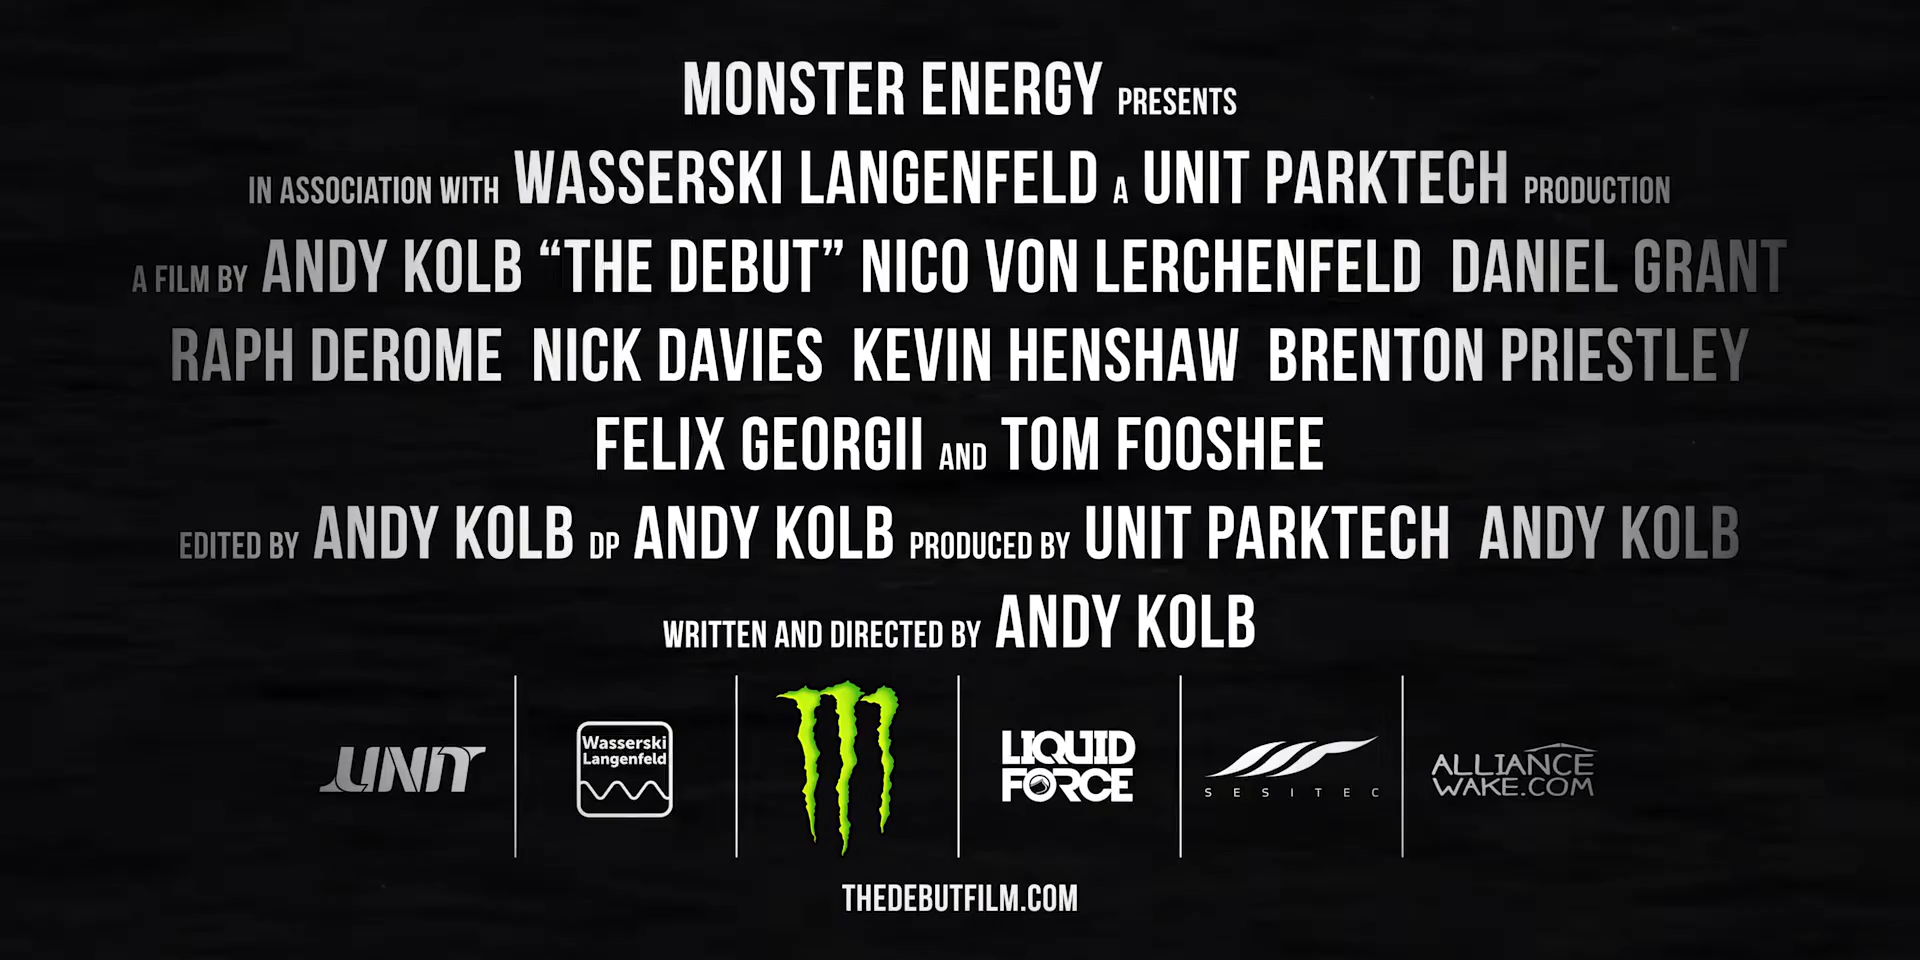 MONSTER ENERGY PRESENTS
IN ASSOCIATION WITH WASSERSKI LANGENFELD A UNIT PARKTECH PRODUCTION
A FILM BY ANDY KOLB “THE DEBUT” NICO VON LERCHENFELD DANIEL GRANT
RAPH DEROME NICK DAVIES KEVIN HENSHAW BRENTON PRIESTLEY
FELIX GEORGII AND TOM FOOSHEE
EDITED BY ANDY KOLB DP ANDY KOLB PRODUCED BY UNIT PARKTECH ANDY KOLB
WRITTEN AND DIRECTED BY ANDY KOLB
UNIT
Wasserski
Langenfeld
LIQUID
FORCE
SESITEC
ALLIANCE
WAKE.COM
THEDEBUTFILM.COM